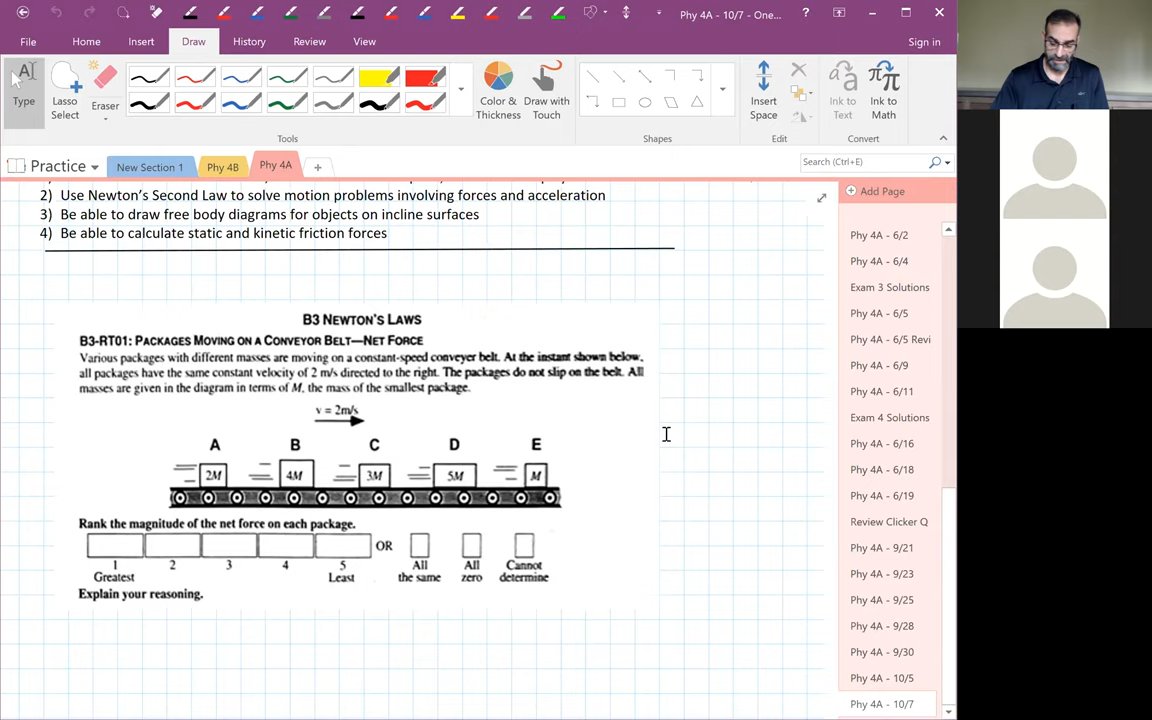 Phy 4A - 10/7 - One...
?
File
Home
Insert
Draw
History
Review
View
Sign in
Type
Lasso
Select
Eraser
Color &
Thickness
Draw with
Touch
Insert
Space
Ink to
Text
Ink to
Math
Tools
Shapes
Edit
Convert
Practice
New Section 1
Phy 4B
Phy 4A
+
Search (Ctrl+E)
2) Use Newton's Second Law to solve motion problems involving forces and acceleration
3) Be able to draw free body diagrams for objects on incline surfaces
4) Be able to calculate static and kinetic friction forces
B3 NEWTON'S LAWS
B3-RT01: PACKAGES MOVING ON A CONVEYOR BELT—NET FORCE
Various packages with different masses are moving on a constant-speed conveyer belt. At the instant shown below,
all packages have the same constant velocity of 2 m/s directed to the right. The packages do not slip on the belt. All
masses are given in the diagram in terms of M, the mass of the smallest package.
v = 2m/s
A B C D E
2M 4M 3M 5M M
Rank the magnitude of the net force on each package.
OR
1 2 3 4 5 All All Cannot
Greatest Least the same zero determine
Explain your reasoning.
Add Page
Phy 4A - 6/2
Phy 4A - 6/4
Exam 3 Solutions
Phy 4A - 6/5
Phy 4A - 6/5 Revi
Phy 4A - 6/9
Phy 4A - 6/11
Exam 4 Solutions
Phy 4A - 6/16
Phy 4A - 6/18
Phy 4A - 6/19
Review Clicker Q
Phy 4A - 9/21
Phy 4A - 9/23
Phy 4A - 9/25
Phy 4A - 9/28
Phy 4A - 9/30
Phy 4A - 10/5
Phy 4A - 10/7